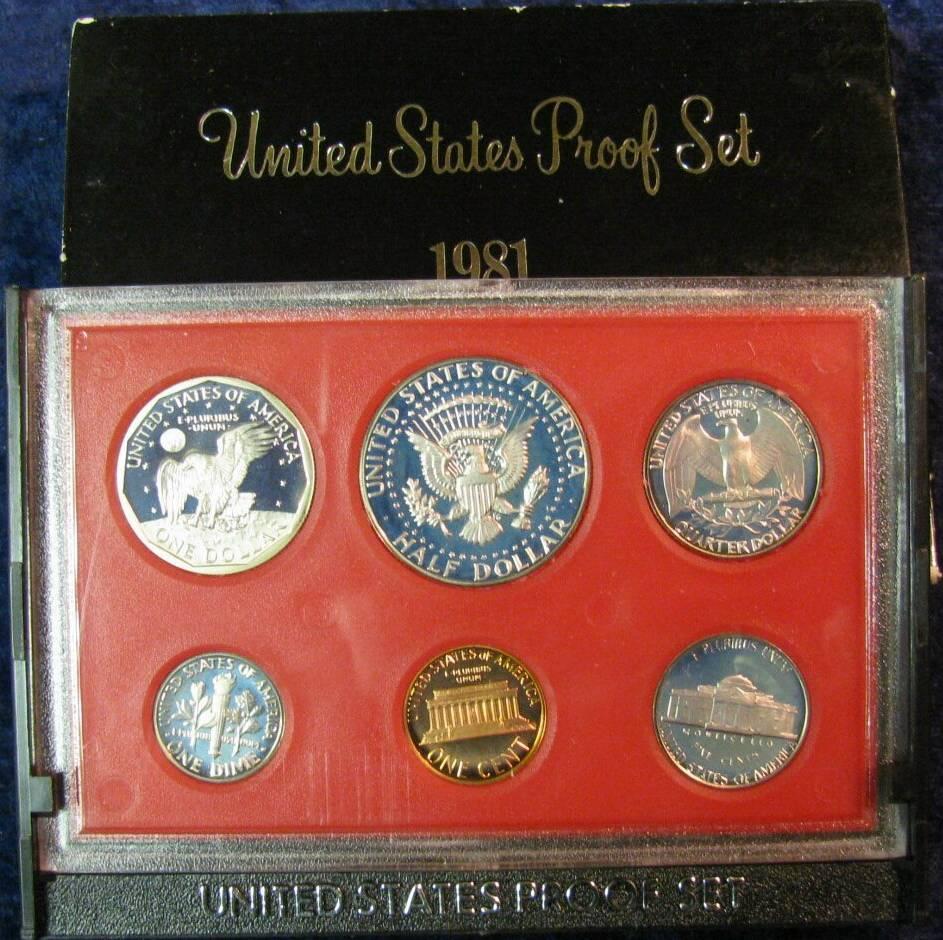 United States Proof Set
1981
UNITED STATES OF AMERICA
E·PLURIBUS
·UNUM·
ONE DOLLAR
UNITED STATES OF AMERICA
HALF DOLLAR
UNITED STATES OF AMERICA
E·PLURIBUS
UNUM
QUARTER DOLLAR
UNITED STATES OF AMERICA
E PLURIBUS UNUM
ONE DIME
UNITED STATES OF AMERICA
E·PLURIBUS
UNUM
ONE CENT
E PLURIBUS UNUM
MONTICELLO
FIVE CENTS
UNITED STATES OF AMERICA
UNITED STATES PROOF SET